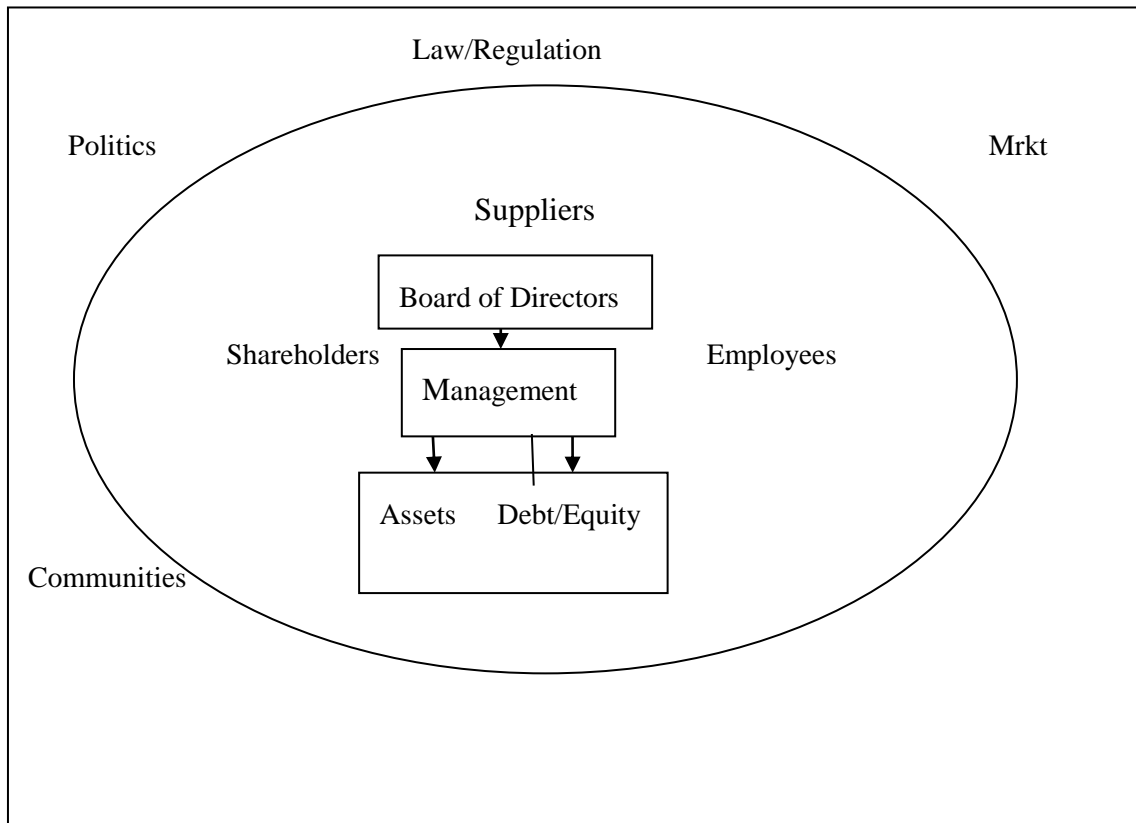 Law/Regulation
Politics
Mrkt
Suppliers
Board of Directors
Shareholders
Employees
Management
Assets
Debt/Equity
Communities